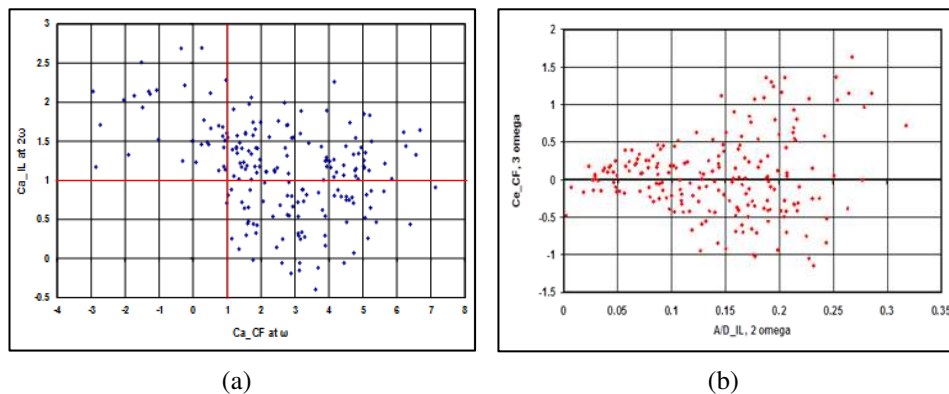 3
2.5
2
1.5
1
0.5
0
-0.5
Ca_IL at 2ω
-4 -3 -2 -1 0 1 2 3 4 5 6 7 8
Ca_CF at ω
(a)
2
1.5
1
0.5
0
-0.5
-1
-1.5
Ce_CF, 3 omega
0 0.05 0.1 0.15 0.2 0.25 0.3 0.35
A/D_IL, 2 omega
(b)